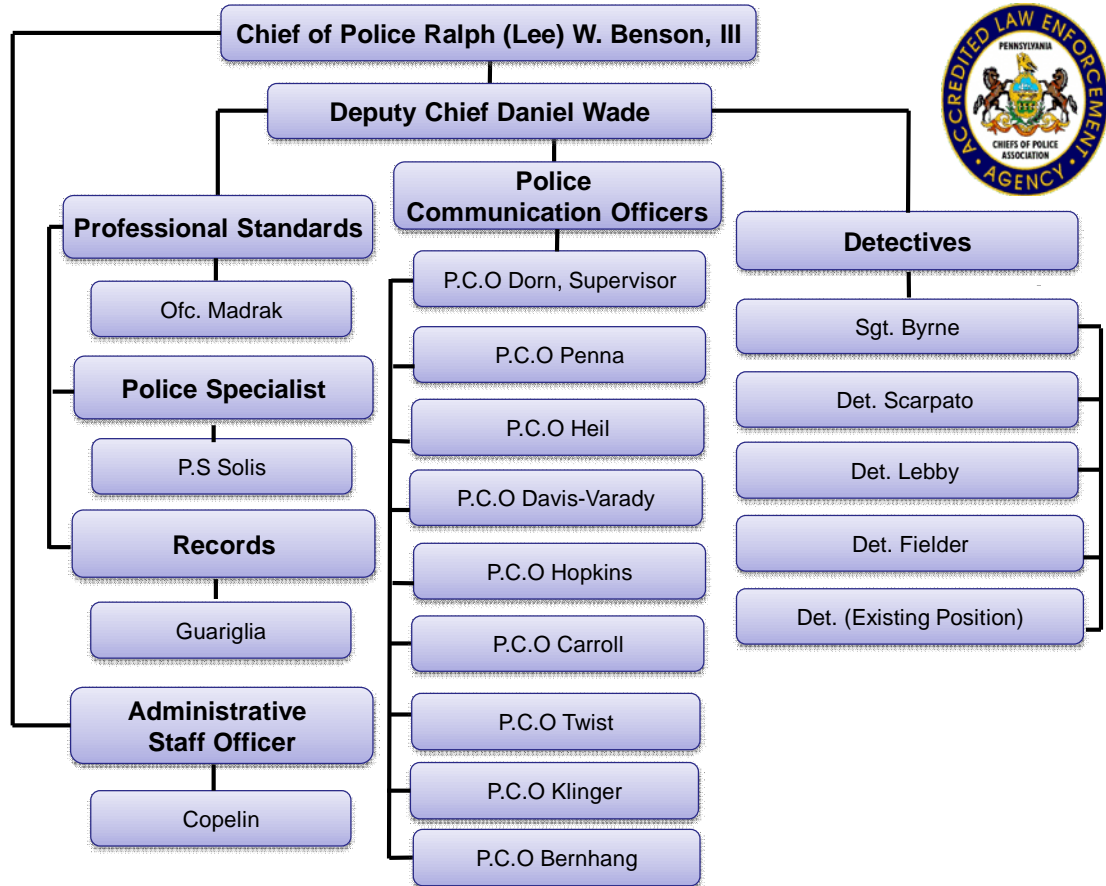 Chief of Police Ralph (Lee) W. Benson, III
Deputy Chief Daniel Wade
Professional Standards
Ofc. Madrak
Police Specialist
P.S Solis
Records
Guariglia
Administrative
Staff Officer
Copelin
Police
Communication Officers
P.C.O Dorn, Supervisor
P.C.O Penna
P.C.O Heil
P.C.O Davis-Varady
P.C.O Hopkins
P.C.O Carroll
P.C.O Twist
P.C.O Klinger
P.C.O Bernhang
Detectives
Sgt. Byrne
Det. Scarpato
Det. Lebby
Det. Fielder
Det. (Existing Position)
ACCREDITED LAW ENFORCEMENT
• AGENCY •
PENNSYLVANIA
CHIEFS OF POLICE
ASSOCIATION